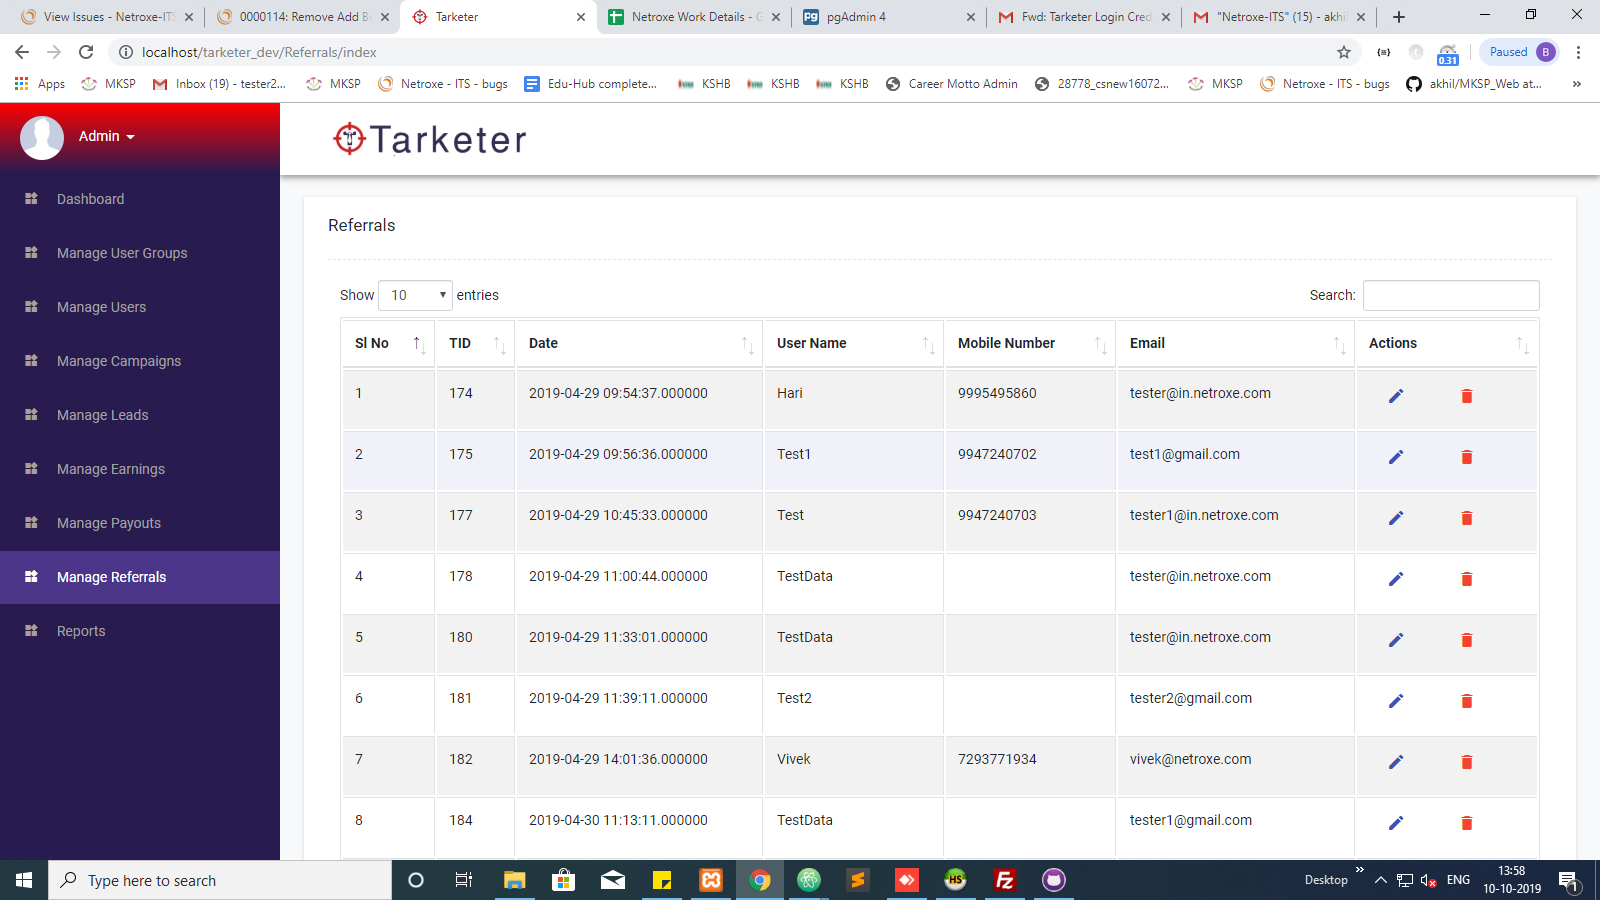 View Issues - Netroxe-ITS
0000114: Remove Add B
Tarketer
Netroxe Work Details - G
pgAdmin 4
Fwd: Tarketer Login Cred
"Netroxe-ITS" (15) - akhi
localhost/tarketer_dev/Referrals/index
0.31
Paused
B
Apps
MKSP
Inbox (19) - tester2...
MKSP
Netroxe - ITS - bugs
Edu-Hub complete...
KSHB
KSHB
KSHB
Career Motto Admin
28778_csnew16072...
MKSP
Netroxe - ITS - bugs
akhil/MKSP_Web at...
Admin
Tarketer
Dashboard
Manage User Groups
Manage Users
Manage Campaigns
Manage Leads
Manage Earnings
Manage Payouts
Manage Referrals
Reports
Referrals
Show 10 entries
Search:
Sl No TID Date User Name Mobile Number Email Actions
1 174 2019-04-29 09:54:37.000000 Hari 9995495860 tester@in.netroxe.com
2 175 2019-04-29 09:56:36.000000 Test1 9947240702 test1@gmail.com
3 177 2019-04-29 10:45:33.000000 Test 9947240703 tester1@in.netroxe.com
4 178 2019-04-29 11:00:44.000000 TestData tester@in.netroxe.com
5 180 2019-04-29 11:33:01.000000 TestData tester@in.netroxe.com
6 181 2019-04-29 11:39:11.000000 Test2 tester2@gmail.com
7 182 2019-04-29 14:01:36.000000 Vivek 7293771934 vivek@netroxe.com
8 184 2019-04-30 11:13:11.000000 TestData tester1@gmail.com
Type here to search
Desktop
ENG
13:58
10-10-2019
1